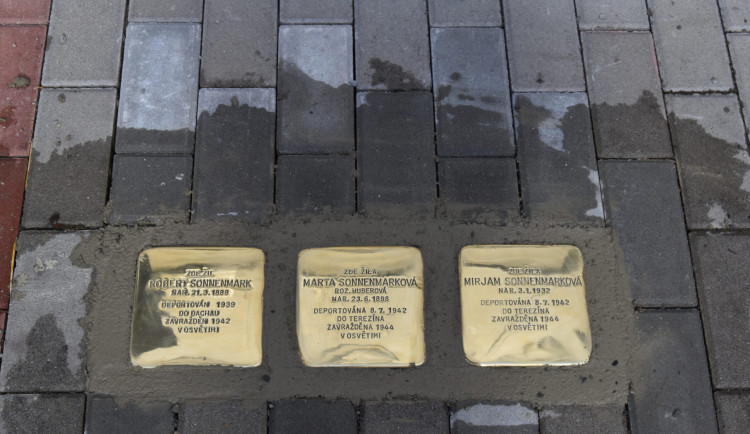 ZDE ŽIL
ROBERT SONNENMARK
NAR. 21.3.1888
DEPORTOVÁN 1939
DO DACHAU
ZAVRAŽDĚN 1942
V OSVĚTIMI
ZDE ŽILA
MARTA SONNENMARKOVÁ
ROZ. HUBEROVÁ
NAR. 23.6.1898
DEPORTOVÁNA 8.7.1942
DO TEREZÍNA
ZAVRAŽDĚNA 1944
V OSVĚTIMI
ZDE ŽILA
MIRJAM SONNENMARKOVÁ
NAR. 3.1.1932
DEPORTOVÁNA 8.7.1942
DO TEREZÍNA
ZAVRAŽDĚNA 1944
V OSVĚTIMI